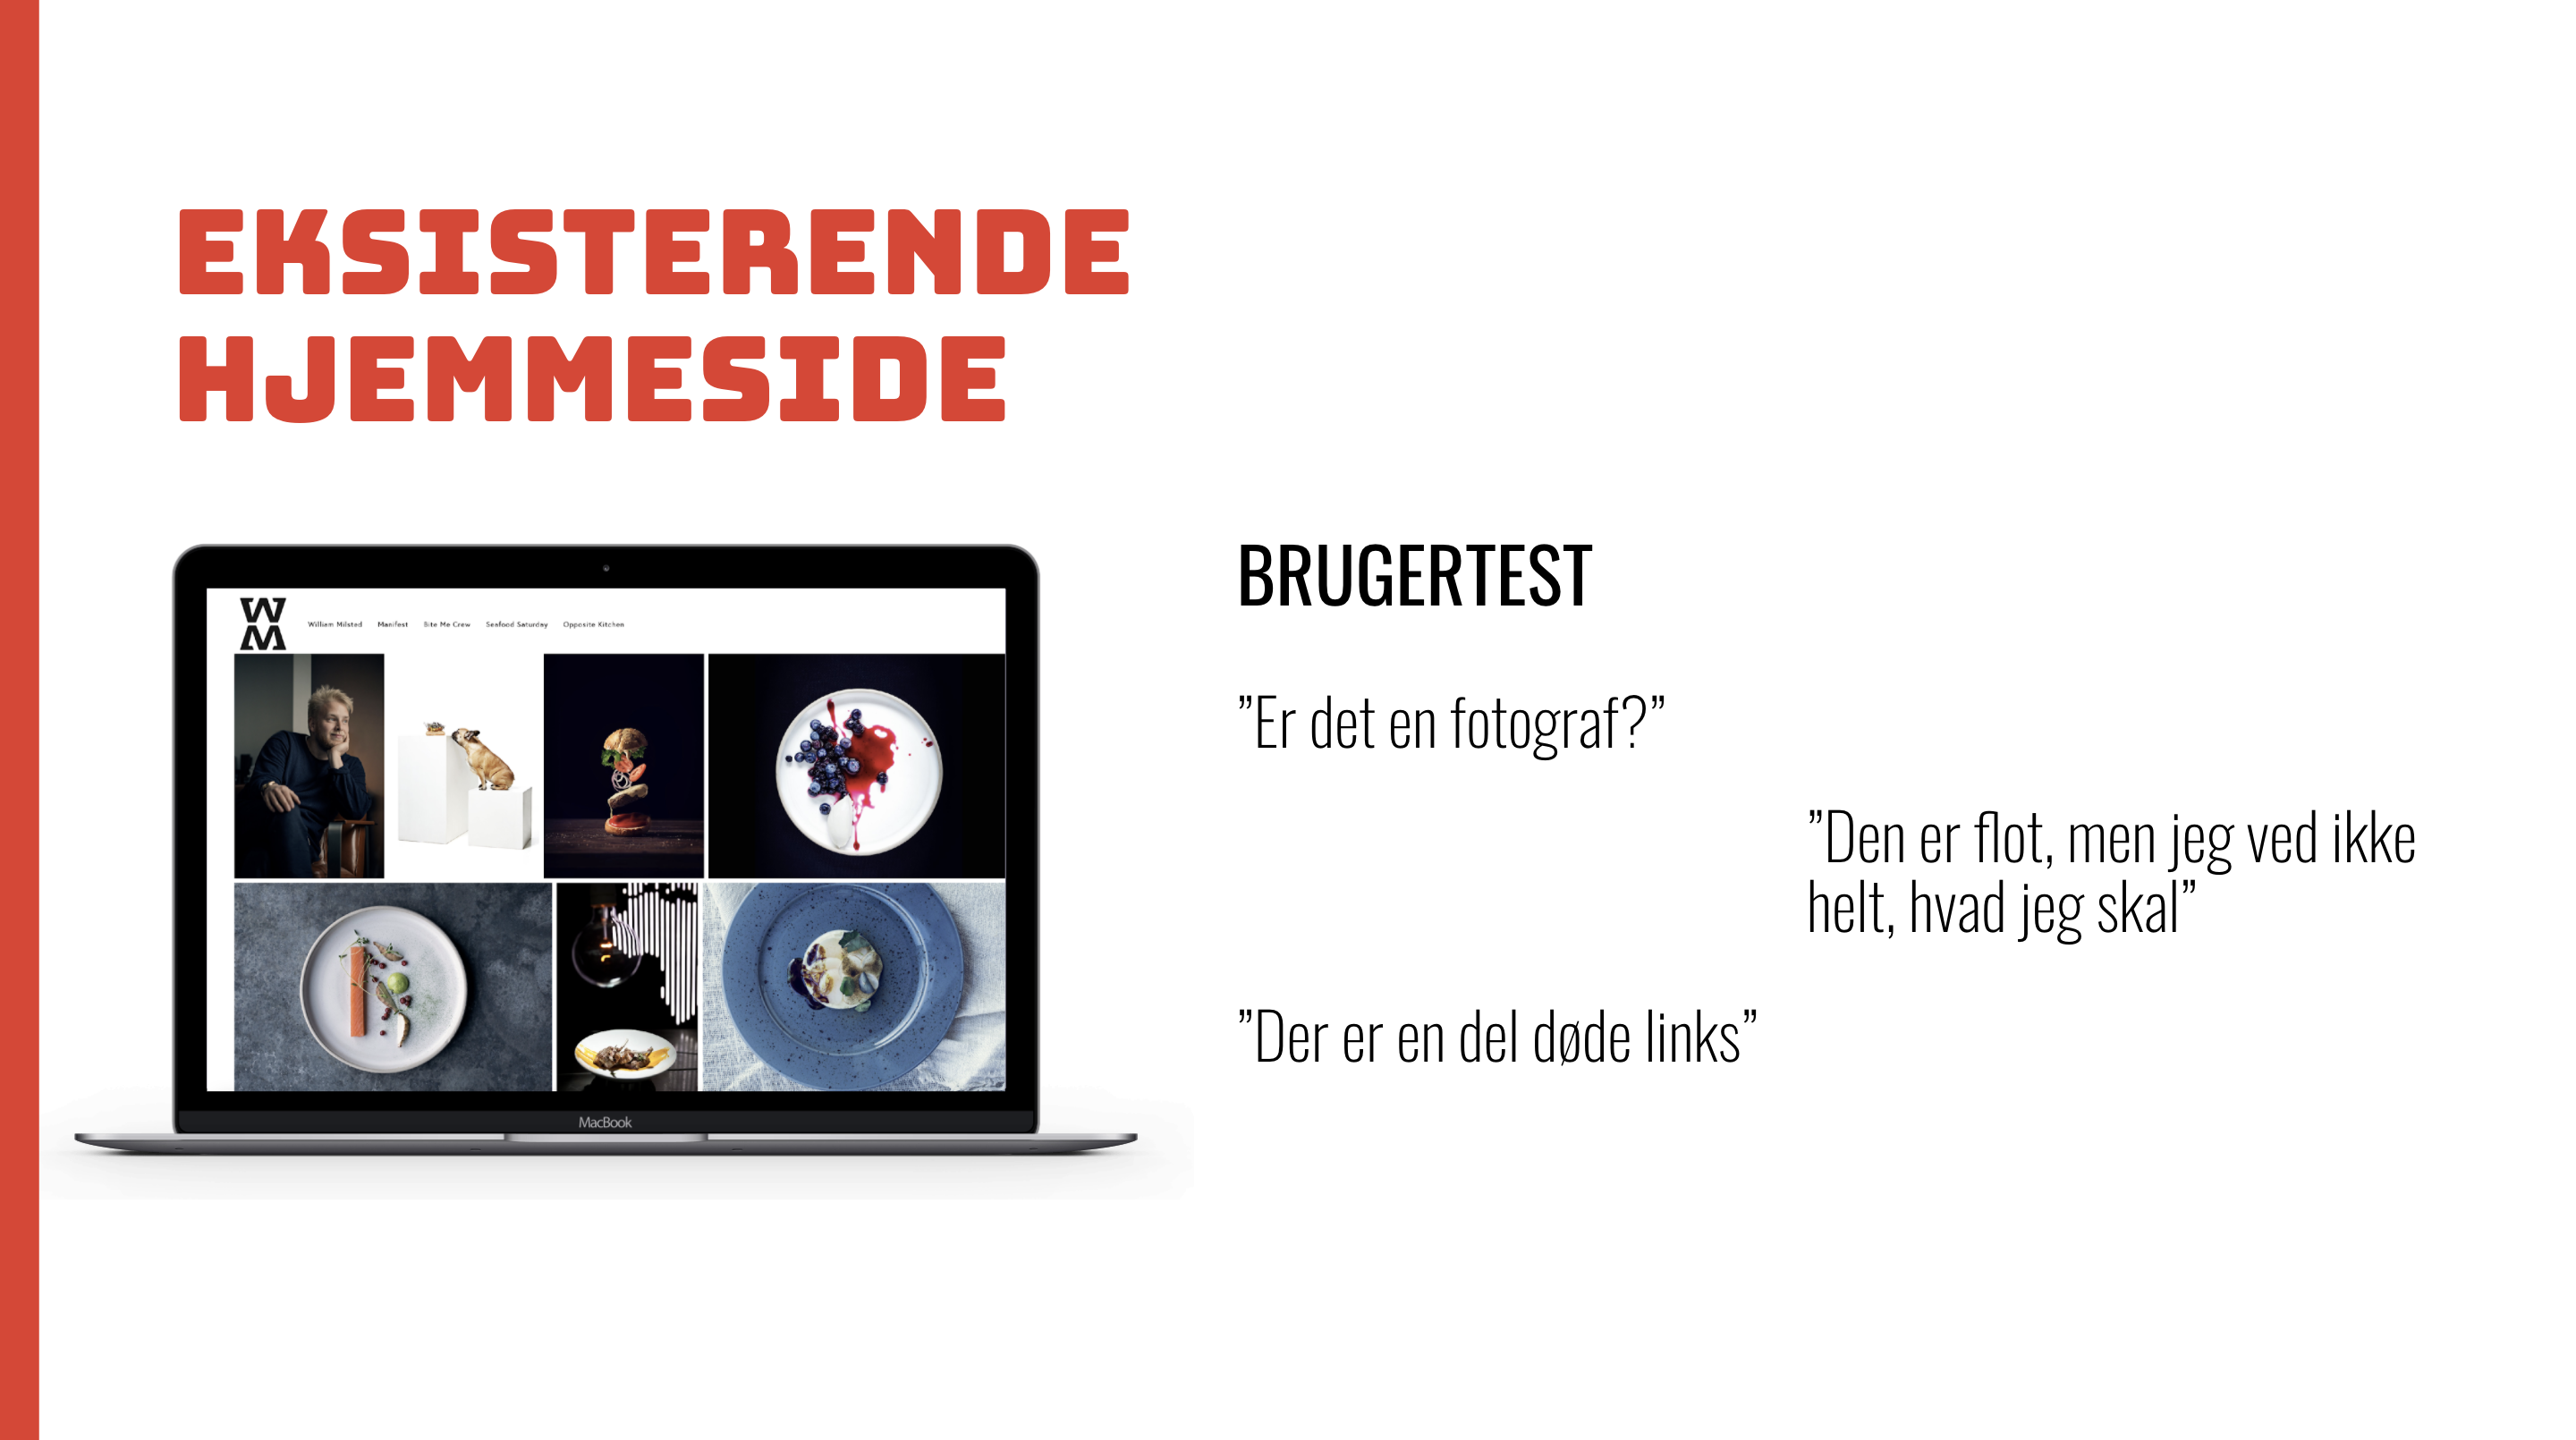 EKSISTERENDE
HJEMMESIDE
W
M
William Milsted Manifest Bite Me Crew Seafood Saturday Opposite Kitchen
MacBook
BRUGERTEST
”Er det en fotograf?”
”Den er flot, men jeg ved ikke
helt, hvad jeg skal”
”Der er en del døde links”